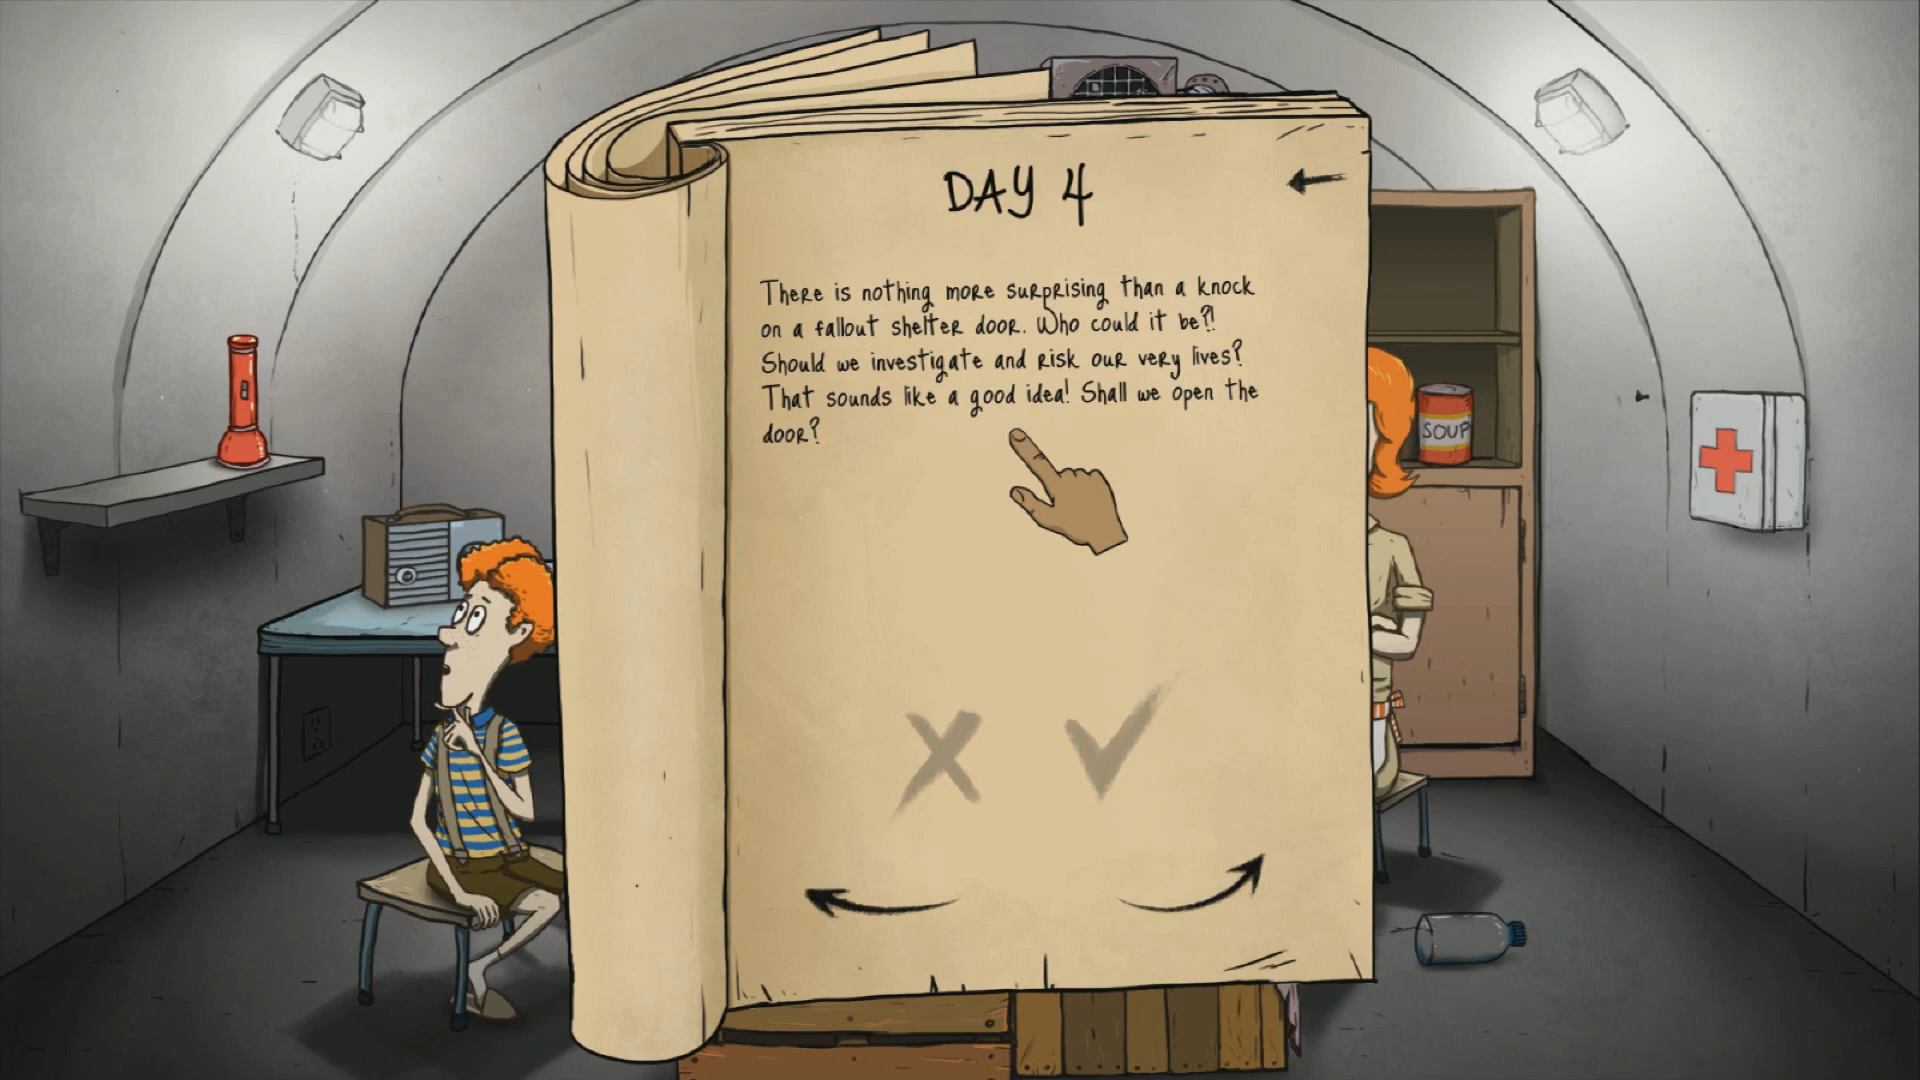 DAY 4
There is nothing more surprising than a knock
on a fallout shelter door. Who could it be?!
Should we investigate and risk our very lives?
That sounds like a good idea! Shall we open the
door?
SOUP